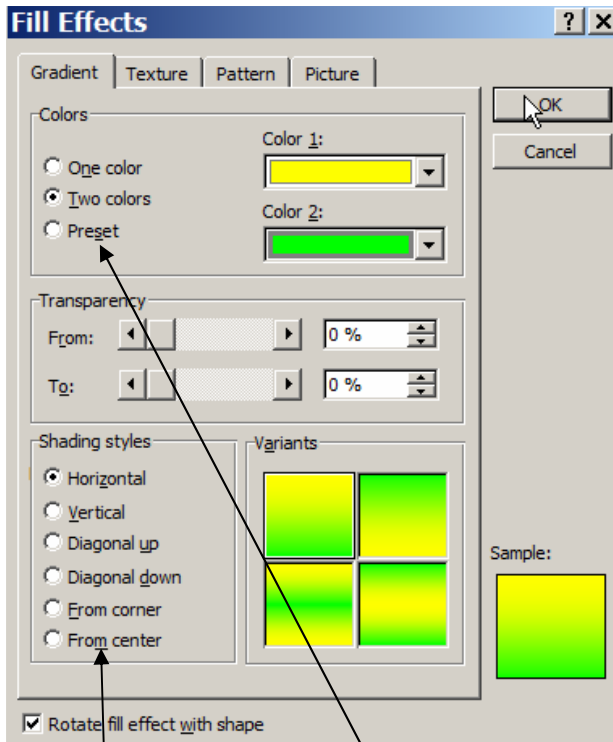 Fill Effects
Gradient Texture Pattern Picture
OK
Cancel
Colors
One color
Two colors
Preset
Color 1:
Color 2:
Transparency
From: 0 %
To: 0 %
Shading styles
Horizontal
Vertical
Diagonal up
Diagonal down
From corner
From center
Variants
Sample:
Rotate fill effect with shape